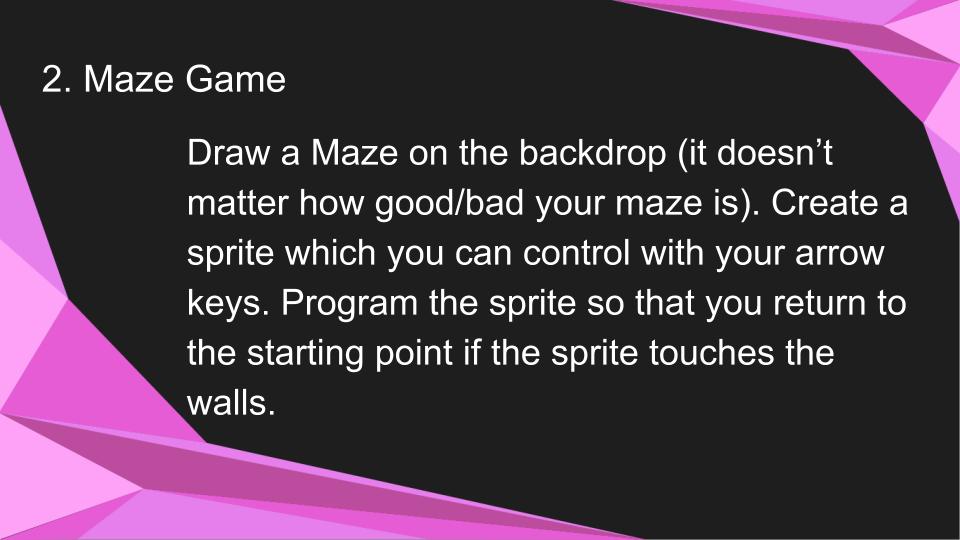 2. Maze Game
Draw a Maze on the backdrop (it doesn’t
matter how good/bad your maze is). Create a
sprite which you can control with your arrow
keys. Program the sprite so that you return to
the starting point if the sprite touches the
walls.